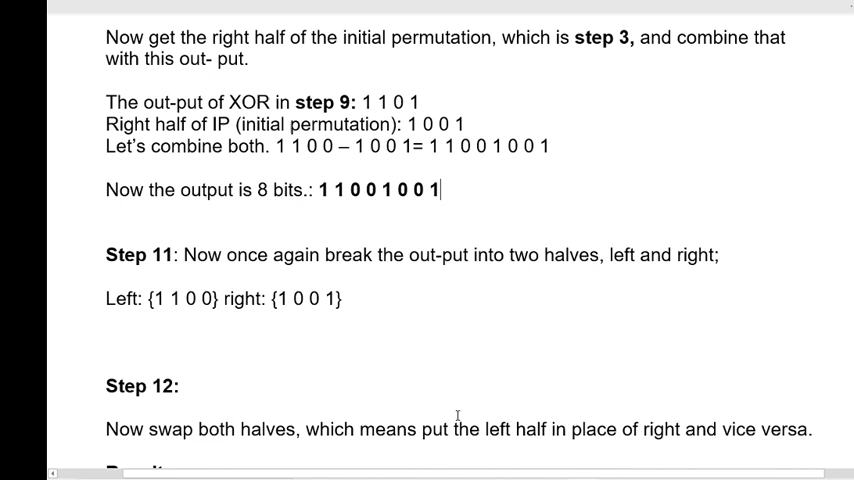 Now get the right half of the initial permutation, which is step 3, and combine that
with this out- put.
The out-put of XOR in step 9: 1 1 0 1
Right half of IP (initial permutation): 1 0 0 1
Let's combine both. 1 1 0 0 – 1 0 0 1= 1 1 0 0 1 0 0 1
Now the output is 8 bits.: 1 1 0 0 1 0 0 1
Step 11: Now once again break the out-put into two halves, left and right;
Left: {1 1 0 0} right: {1 0 0 1}
Step 12:
Now swap both halves, which means put the left half in place of right and vice versa.